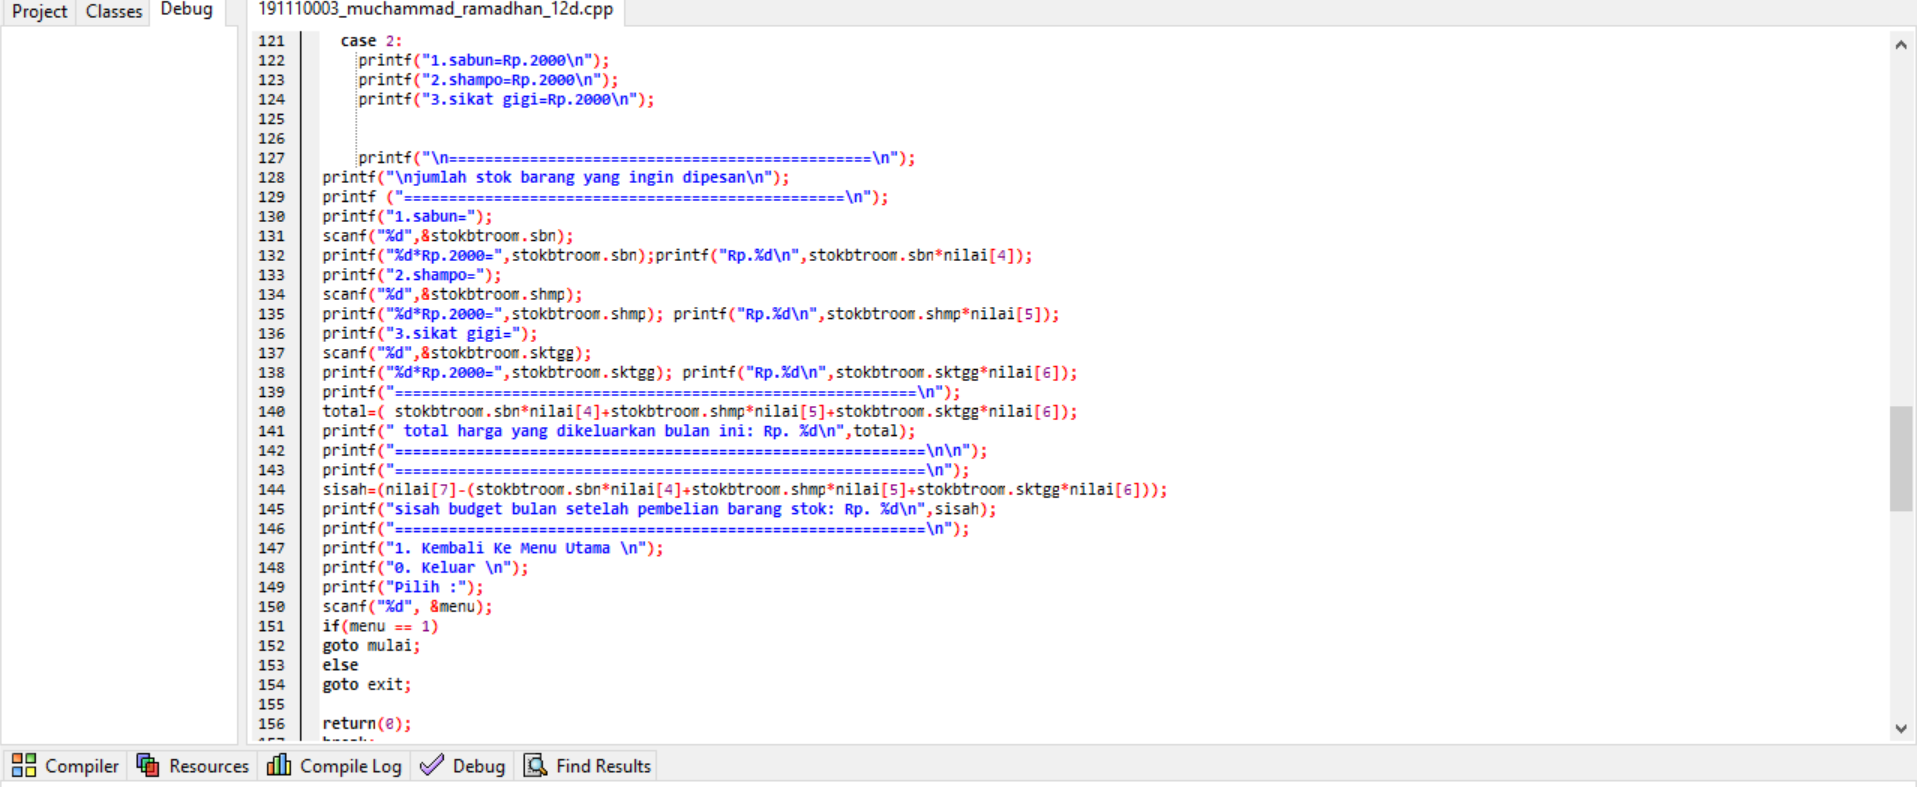 Project Classes Debug
191110003_muchammad_ramadhan_12d.cpp
121 case 2:
122 printf("1.sabun=Rp.2000\n");
123 printf("2.shampo=Rp.2000\n");
124 printf("3.sikat gigi=Rp.2000\n");
125
126
127 printf("\n===============================================\n");
128 printf("\njumlah stok barang yang ingin dipesan\n");
129 printf ("=================================================\n");
130 printf("1.sabun=");
131 scanf("%d",&stokbtroom.sbn);
132 printf("%d*Rp.2000=",stokbtroom.sbn);printf("Rp.%d\n",stokbtroom.sbn*nilai[4]);
133 printf("2.shampo=");
134 scanf("%d",&stokbtroom.shmp);
135 printf("%d*Rp.2000=",stokbtroom.shmp); printf("Rp.%d\n",stokbtroom.shmp*nilai[5]);
136 printf("3.sikat gigi=");
137 scanf("%d",&stokbtroom.sktgg);
138 printf("%d*Rp.2000=",stokbtroom.sktgg); printf("Rp.%d\n",stokbtroom.sktgg*nilai[6]);
139 printf("==========================================================\n");
140 total=( stokbtroom.sbn*nilai[4]+stokbtroom.shmp*nilai[5]+stokbtroom.sktgg*nilai[6]);
141 printf(" total harga yang dikeluarkan bulan ini: Rp. %d\n",total);
142 printf("===========================================================\n\n");
143 printf("===========================================================\n");
144 sisah=(nilai[7]-(stokbtroom.sbn*nilai[4]+stokbtroom.shmp*nilai[5]+stokbtroom.sktgg*nilai[6]));
145 printf("sisah budget bulan setelah pembelian barang stok: Rp. %d\n",sisah);
146 printf("===========================================================\n");
147 printf("1. Kembali Ke Menu Utama \n");
148 printf("0. Keluar \n");
149 printf("Pilih :");
150 scanf("%d", &menu);
151 if(menu == 1)
152 goto mulai;
153 else
154 goto exit;
155
156 return(0);
Compiler Resources Compile Log Debug Find Results